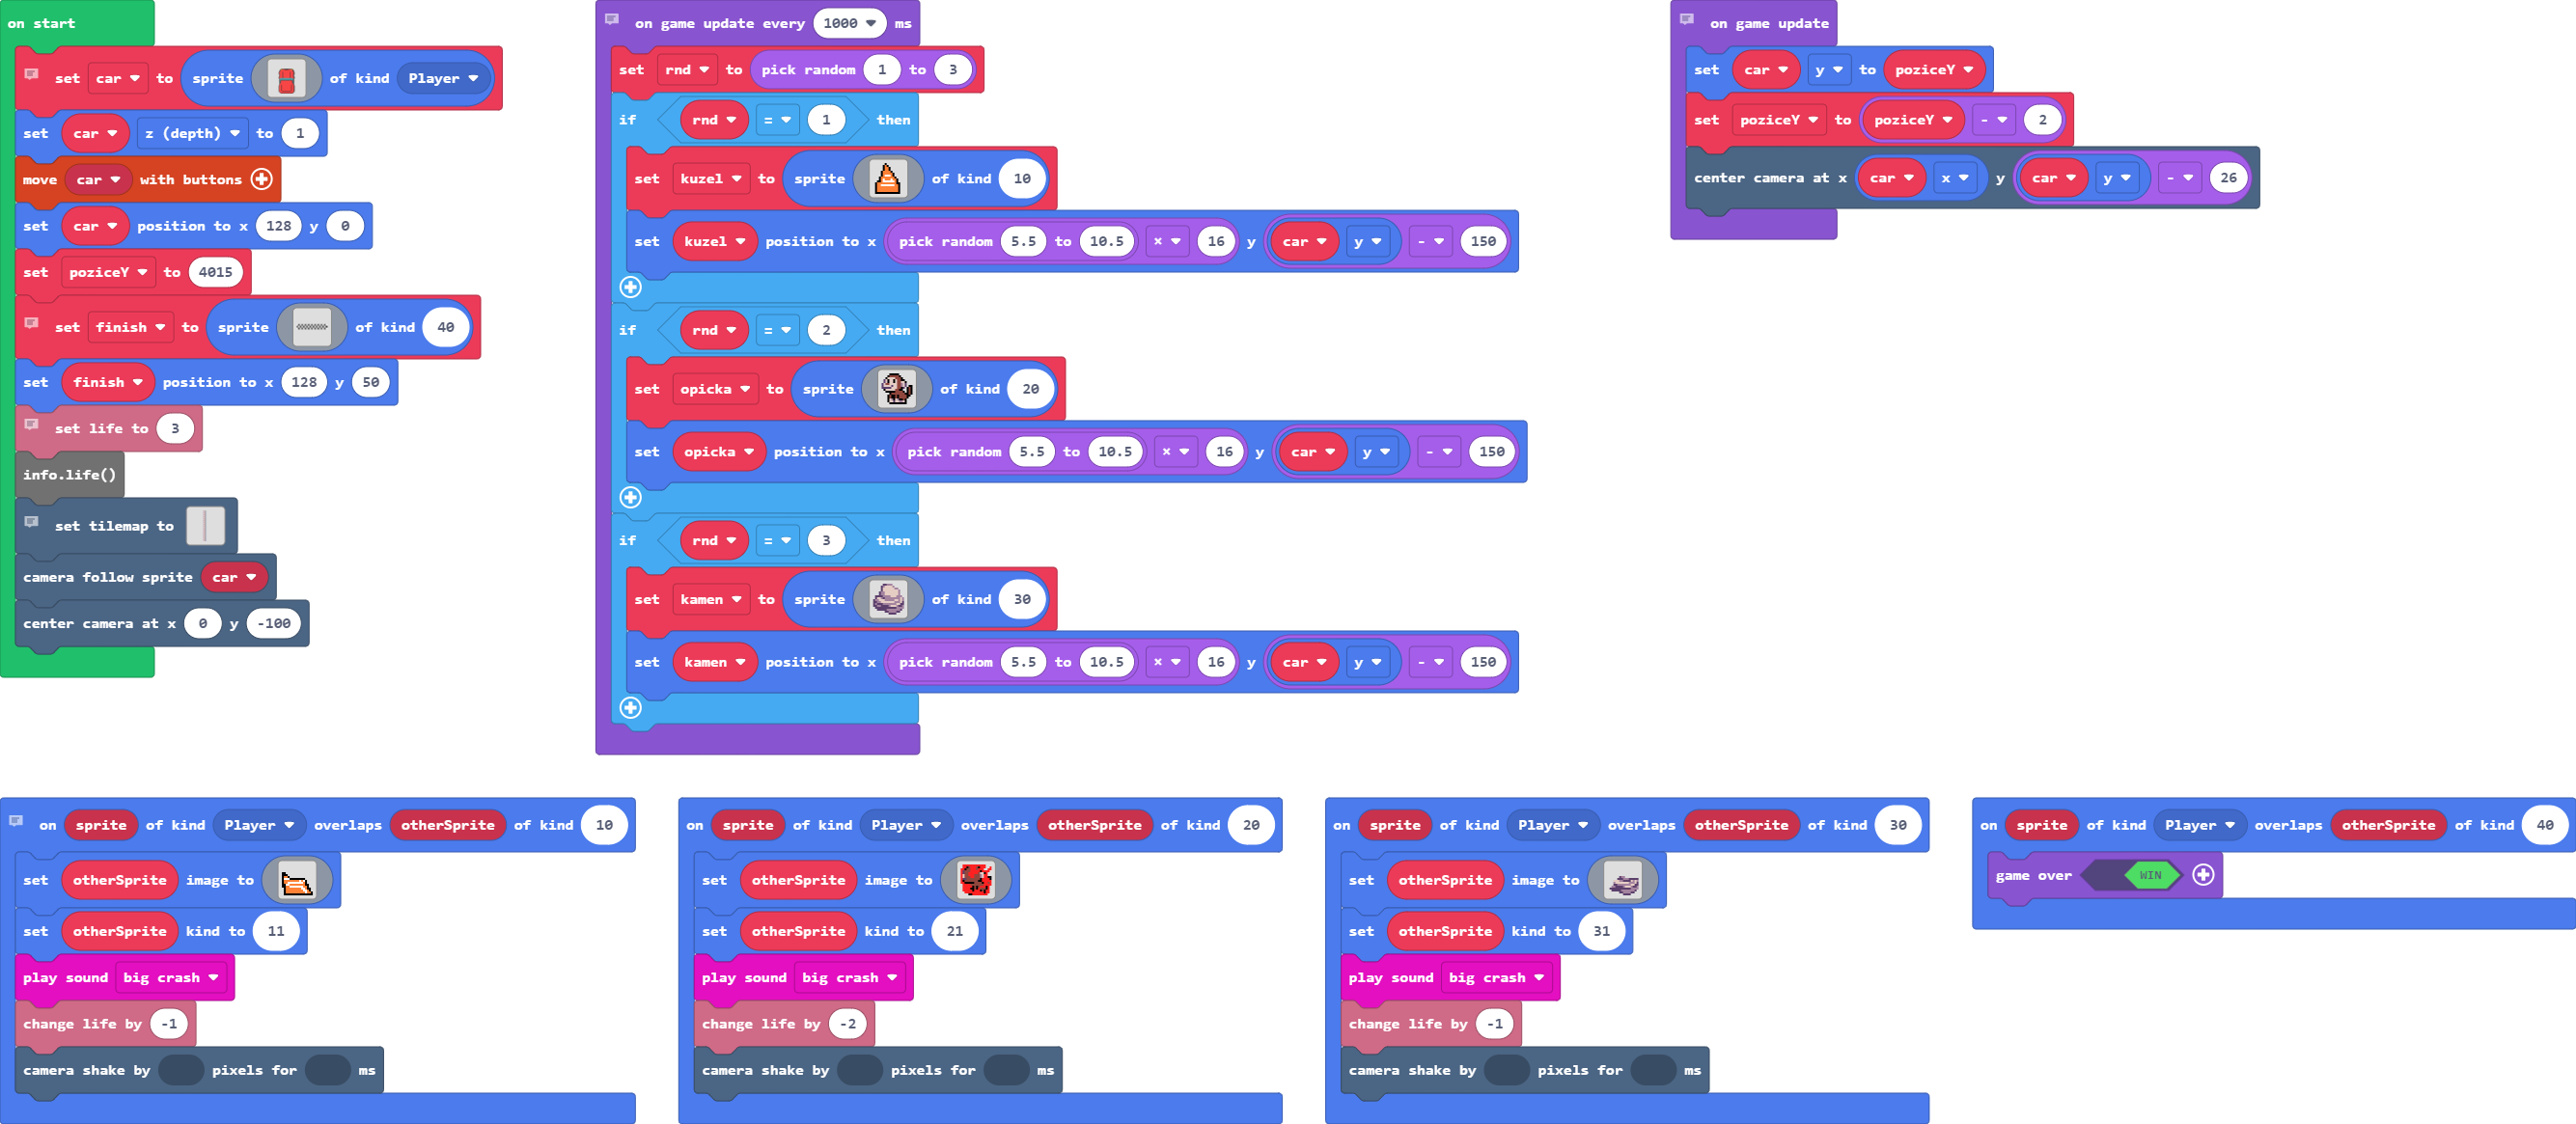 on start
set car to sprite of kind Player
set car z (depth) to 1
move car with buttons
set car position to x 128 y 0
set poziceY to 4015
set finish to sprite of kind 40
set finish position to x 128 y 50
set life to 3
info.life()
set tilemap to
camera follow sprite car
center camera at x 0 y -100
on game update every 1000 ms
set rnd to pick random 1 to 3
if rnd = 1 then
set kuzel to sprite of kind 10
set kuzel position to x pick random 5.5 to 10.5 × 16 y car y - 150
if rnd = 2 then
set opicka to sprite of kind 20
set opicka position to x pick random 5.5 to 10.5 × 16 y car y - 150
if rnd = 3 then
set kamen to sprite of kind 30
set kamen position to x pick random 5.5 to 10.5 × 16 y car y - 150
on game update
set car y to poziceY
set poziceY to poziceY - 2
center camera at x car x y car y - 26
on sprite of kind Player overlaps otherSprite of kind 10
set otherSprite image to
set otherSprite kind to 11
play sound big crash
change life by -1
camera shake by pixels for ms
on sprite of kind Player overlaps otherSprite of kind 20
set otherSprite image to
set otherSprite kind to 21
play sound big crash
change life by -2
camera shake by pixels for ms
on sprite of kind Player overlaps otherSprite of kind 30
set otherSprite image to
set otherSprite kind to 31
play sound big crash
change life by -1
camera shake by pixels for ms
on sprite of kind Player overlaps otherSprite of kind 40
game over WIN